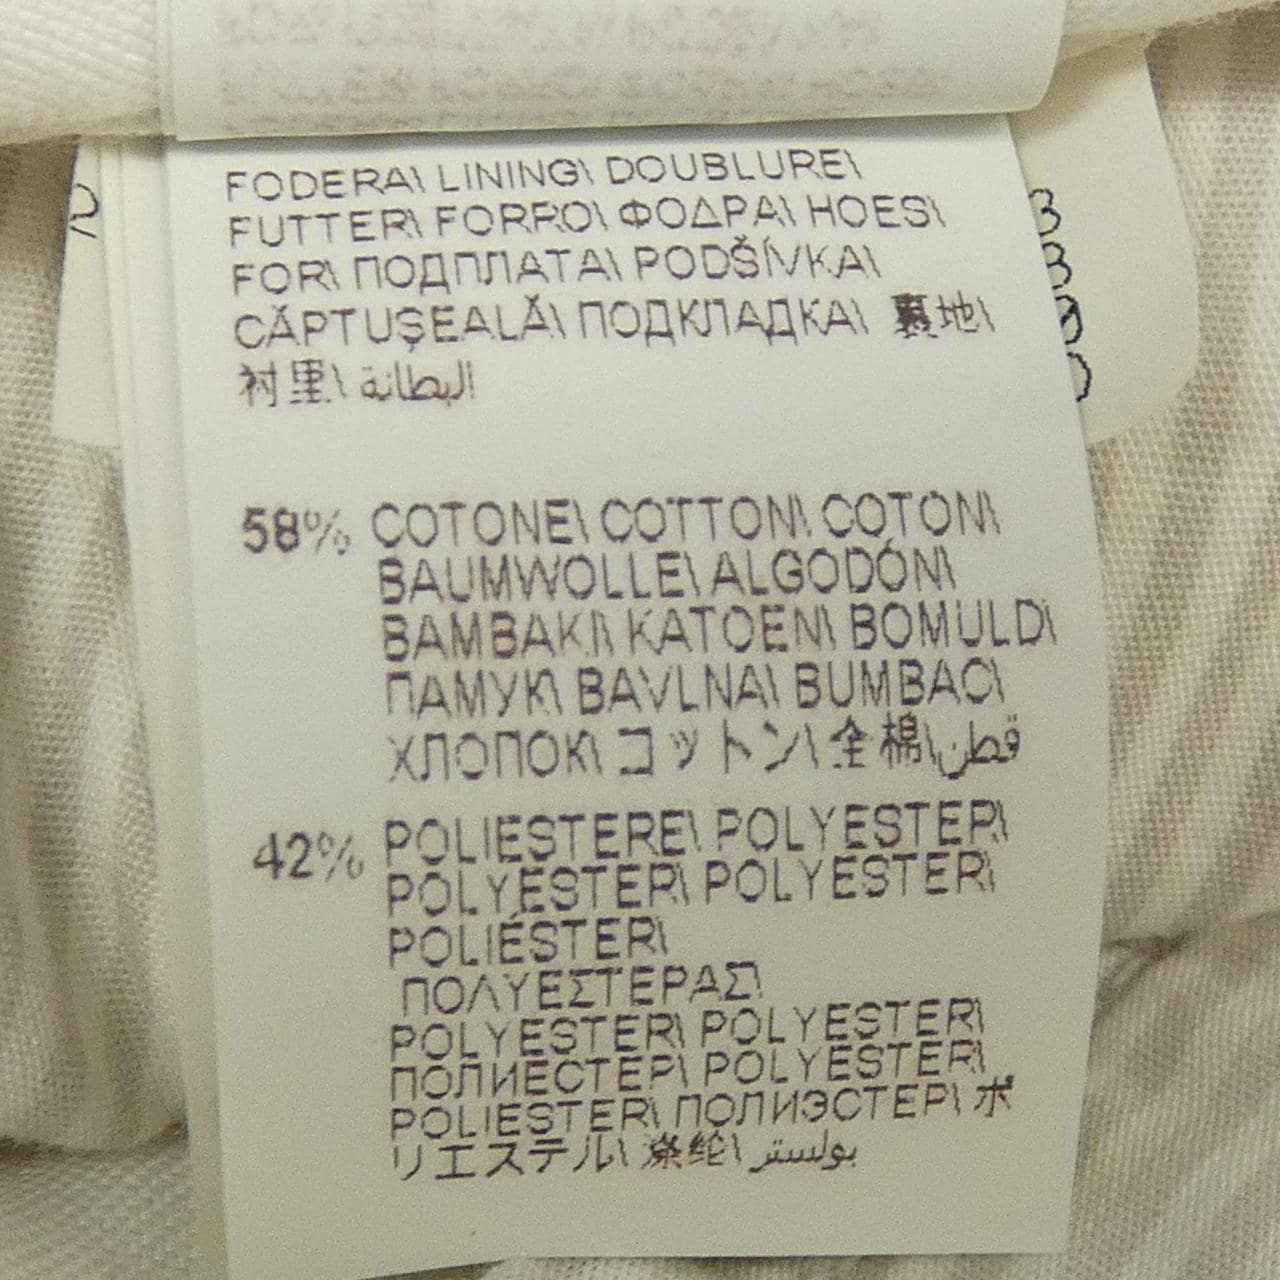 FODERA\ LINING\ DOUBLURE\
FUTTER\ FORRO\ ΦΟΔΡΑ\ HOES\
FOR\ ПОДПЛАТА\ PODŠÍVKA\
CĂPTUŞEALĂ\ ПОДКЛАДКА\ 裏地\
衬里\ البطانة
58% COTONE\ COTTON\ COTON\
BAUMWOLLE\ ALGODÓN\
BAMBAKI\ KATOEN\ BOMULD\
ПАМУК\ BAVLNA\ BUMBAC\
ХЛОПОК\ コットン\ 全棉\ قطن
42% POLIESTERE\ POLYESTER\
POLYESTER\ POLYESTER\
POLIÉSTER\
ΠΟΛΥΕΣΤΕΡΑΣ\
POLYESTER\ POLYESTER\
ПОЛИЕСТЕР\ POLYESTER\
POLIESTER\ ПОЛИЭСТЕР\ ポ
リエステル\ 涤纶\ بولستر